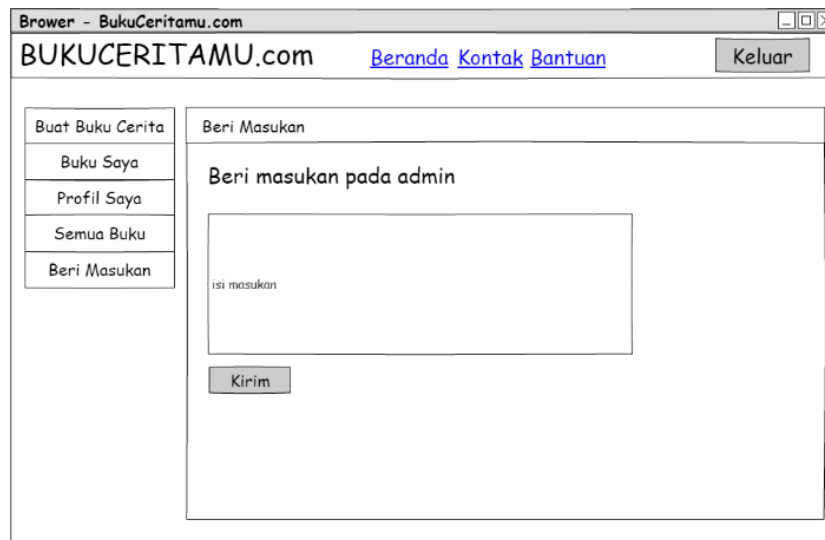 Brower - BukuCeritamu.com
BUKUCERITAMU.com Beranda Kontak Bantuan Keluar
Buat Buku Cerita
Buku Saya
Profil Saya
Semua Buku
Beri Masukan
Beri Masukan
Beri masukan pada admin
isi masukan
Kirim